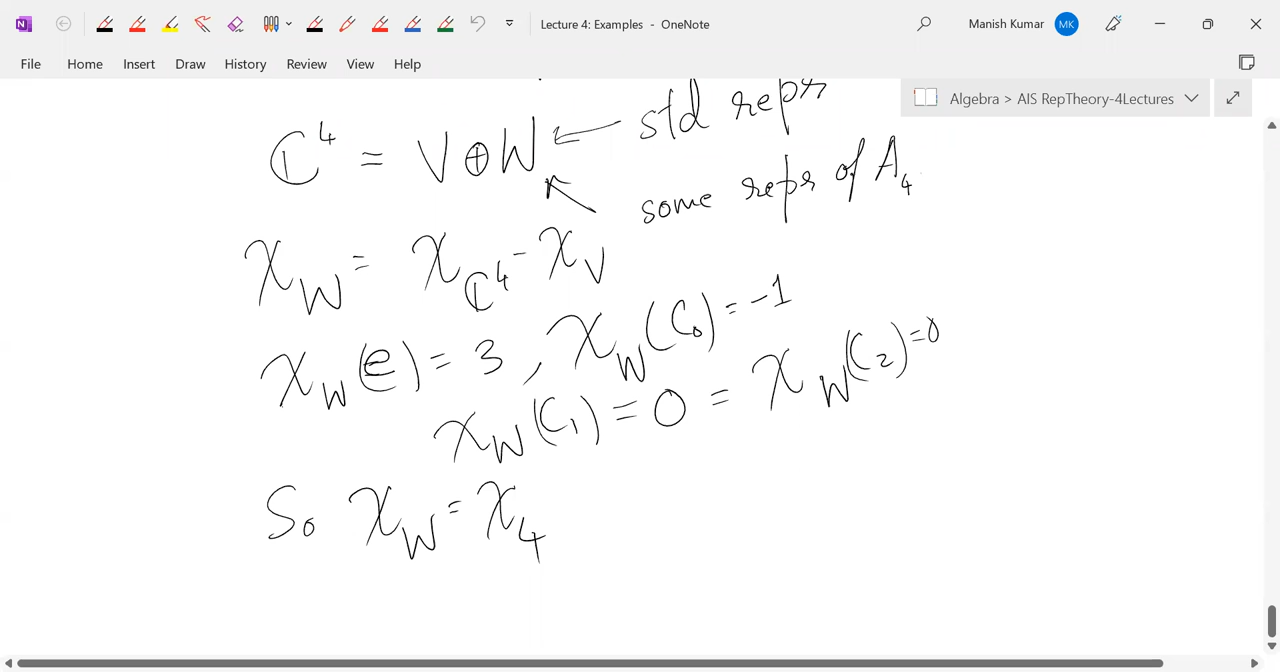 Lecture 4: Examples - OneNote
Manish Kumar MK
File Home Insert Draw History Review View Help
Algebra > AIS RepTheory-4Lectures
ℂ⁴ = V ⊕ W ← std repr
some repr of A₄
χ_W = χ_ℂ⁴ - χ_V
χ_W(e) = 3, χ_W(C₀) = -1
χ_W(C₁) = 0 = χ_W(C₂) = 0
So χ_W = χ₄